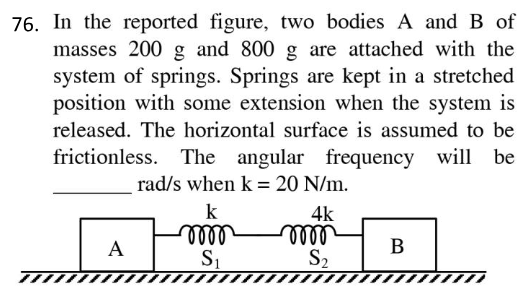 76. In the reported figure, two bodies A and B of
masses 200 g and 800 g are attached with the
system of springs. Springs are kept in a stretched
position with some extension when the system is
released. The horizontal surface is assumed to be
frictionless. The angular frequency will be
________ rad/s when k = 20 N/m.
k 4k
A B
S₁ S₂